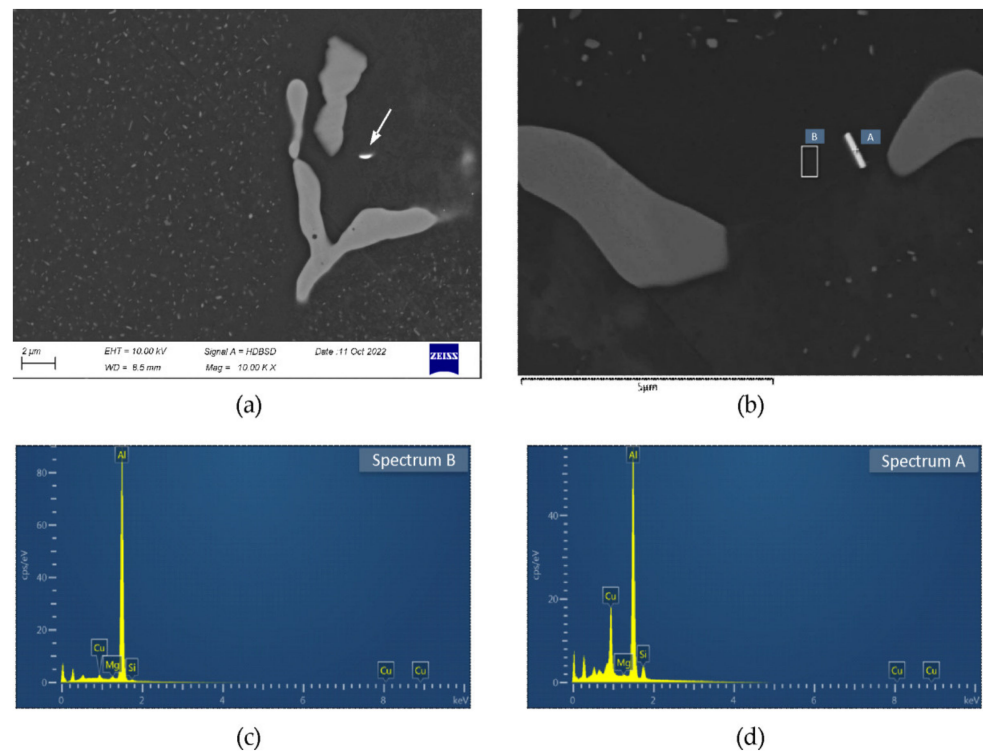 2 µm
EHT = 10.00 kV
WD = 8.5 mm
Signal A = HDBSD
Mag = 10.00 K X
Date :11 Oct 2022
ZEISS
(a)
B
A
5µm
(b)
Spectrum B
80
60
40
20
0
cps/eV
Al
Cu
Mg
Si
Cu
Cu
0
2
4
6
8
keV
(c)
Spectrum A
40
20
0
cps/eV
Al
Cu
Mg
Si
Cu
Cu
0
2
4
6
8
keV
(d)